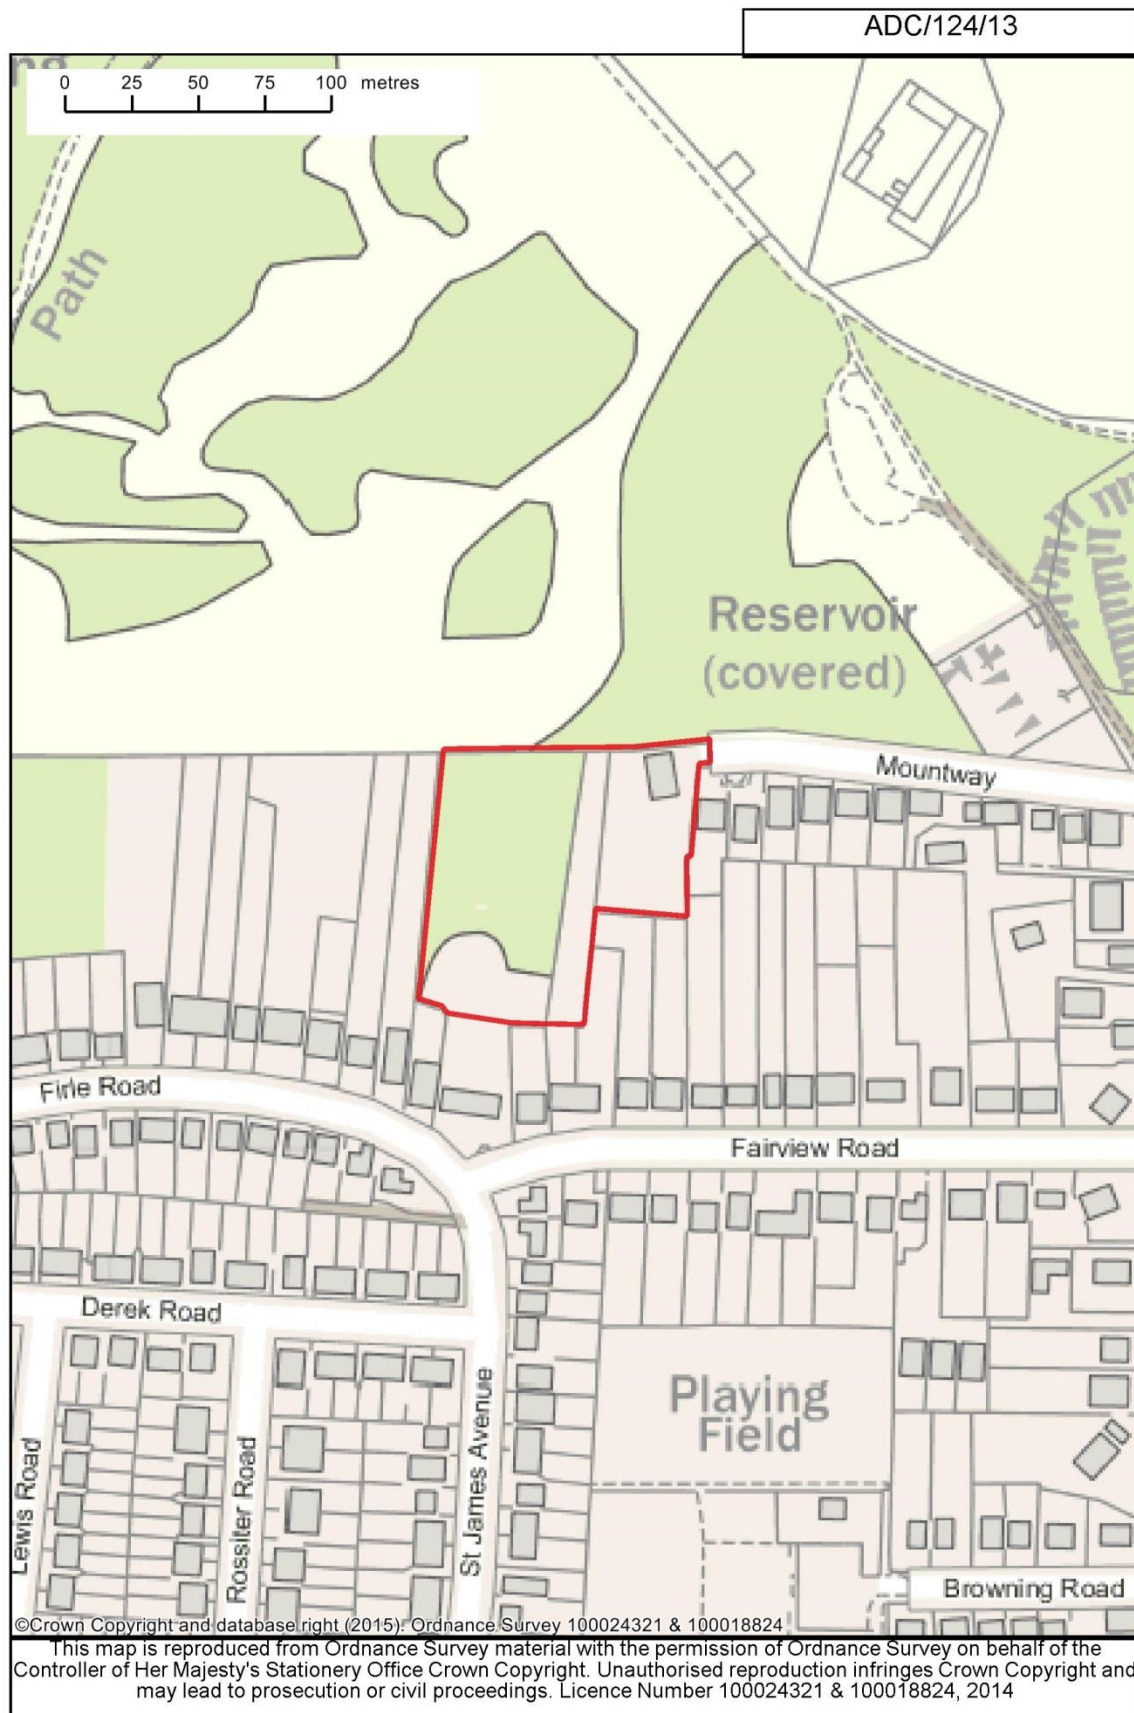 ADC/124/13
0 25 50 75 100 metres
Path
Reservoir
(covered)
Mountway
Firle Road
Fairview Road
Derek Road
Playing
Field
Lewis Road
Rossiter Road
St James Avenue
Browning Road
©Crown Copyright and database right (2015). Ordnance Survey 100024321 & 100018824
This map is reproduced from Ordnance Survey material with the permission of Ordnance Survey on behalf of the
Controller of Her Majesty's Stationery Office Crown Copyright. Unauthorised reproduction infringes Crown Copyright and
may lead to prosecution or civil proceedings. Licence Number 100024321 & 100018824, 2014